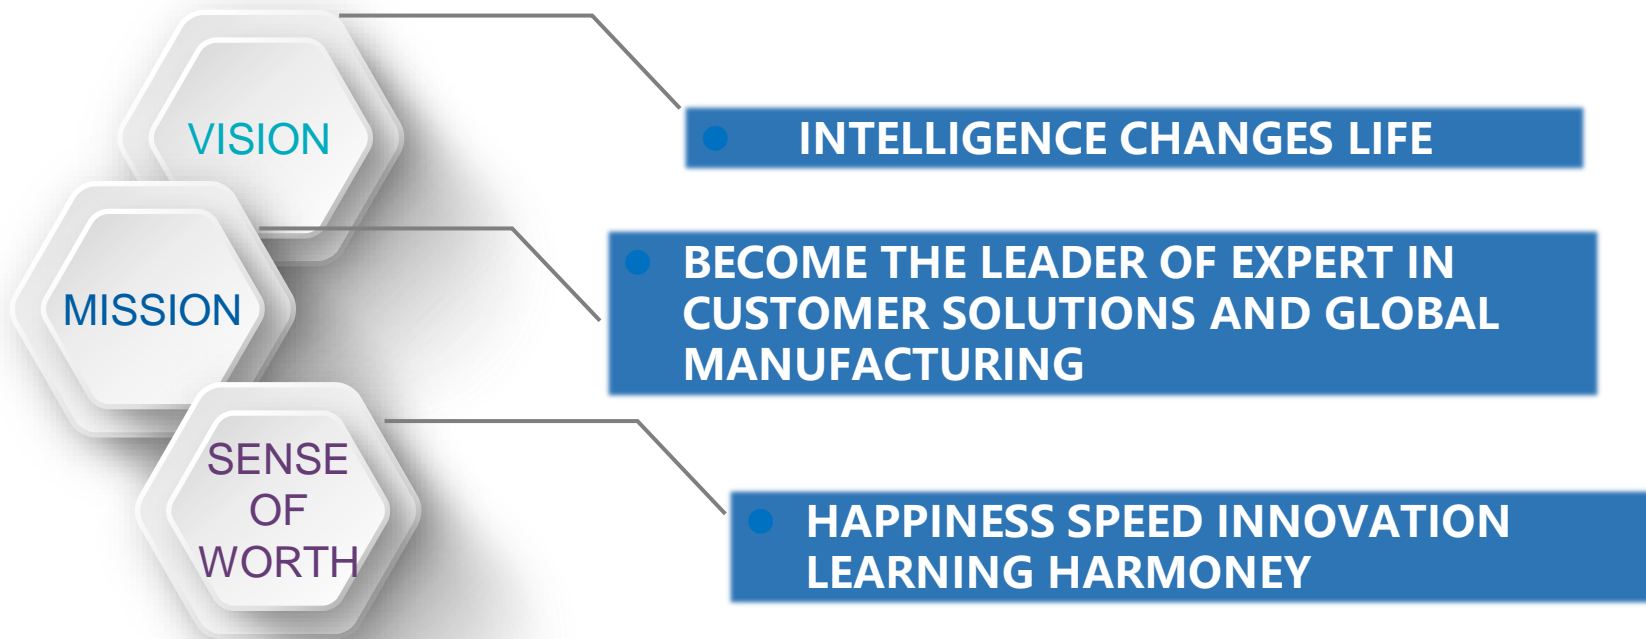 VISION
INTELLIGENCE CHANGES LIFE
MISSION
BECOME THE LEADER OF EXPERT IN
CUSTOMER SOLUTIONS AND GLOBAL
MANUFACTURING
SENSE
OF
WORTH
HAPPINESS SPEED INNOVATION
LEARNING HARMONEY